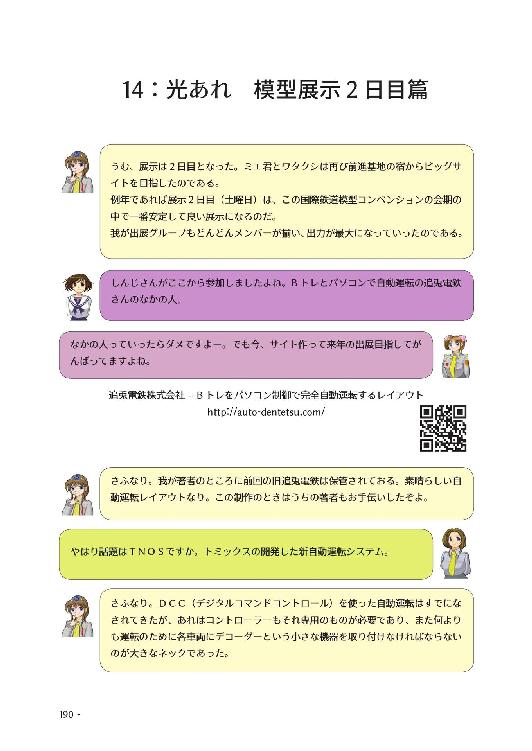 14：光あれ　模型展示２日目篇
うむ、展示は２日目となった。ミエ君とワタクシは再び前進基地の宿からビッグサ
イトを目指したのである。
例年であれば展示２日目（土曜日）は、この国際鉄道模型コンベンションの会期の
中で一番安定して良い展示になるのだ。
我が出展グループもどんどんメンバーが揃い、出力が最大になっていったのである。
しんじさんがここから参加しましたよね。Ｂトレとパソコンで自動運転の追兎電鉄
さんのなかの人。
なかの人っていったらダメですよー。でも今、サイト作って来年の出展目指してが
んばってますよね。
追兎電鉄株式会社 – Ｂトレをパソコン制御で完全自動運転するレイアウト
http://auto-dentetsu.com/
さふなり。我が著者のところに前回の旧追兎電鉄は保管されておる。素晴らしい自
動運転レイアウトなり。この制作のときはうちの著者もお手伝いしたぞよ。
やはり話題はＴＮＯＳですか。トミックスの開発した新自動運転システム。
さふなり。ＤＣＣ（デジタルコマンドコントロール）を使った自動運転はすでにな
されてきたが、あれはコントローラーもそれ専用のものが必要であり、また何より
も運転のために各車両にデコーダーという小さな機器を取り付けなければならない
のが大きなネックであった。
190 -